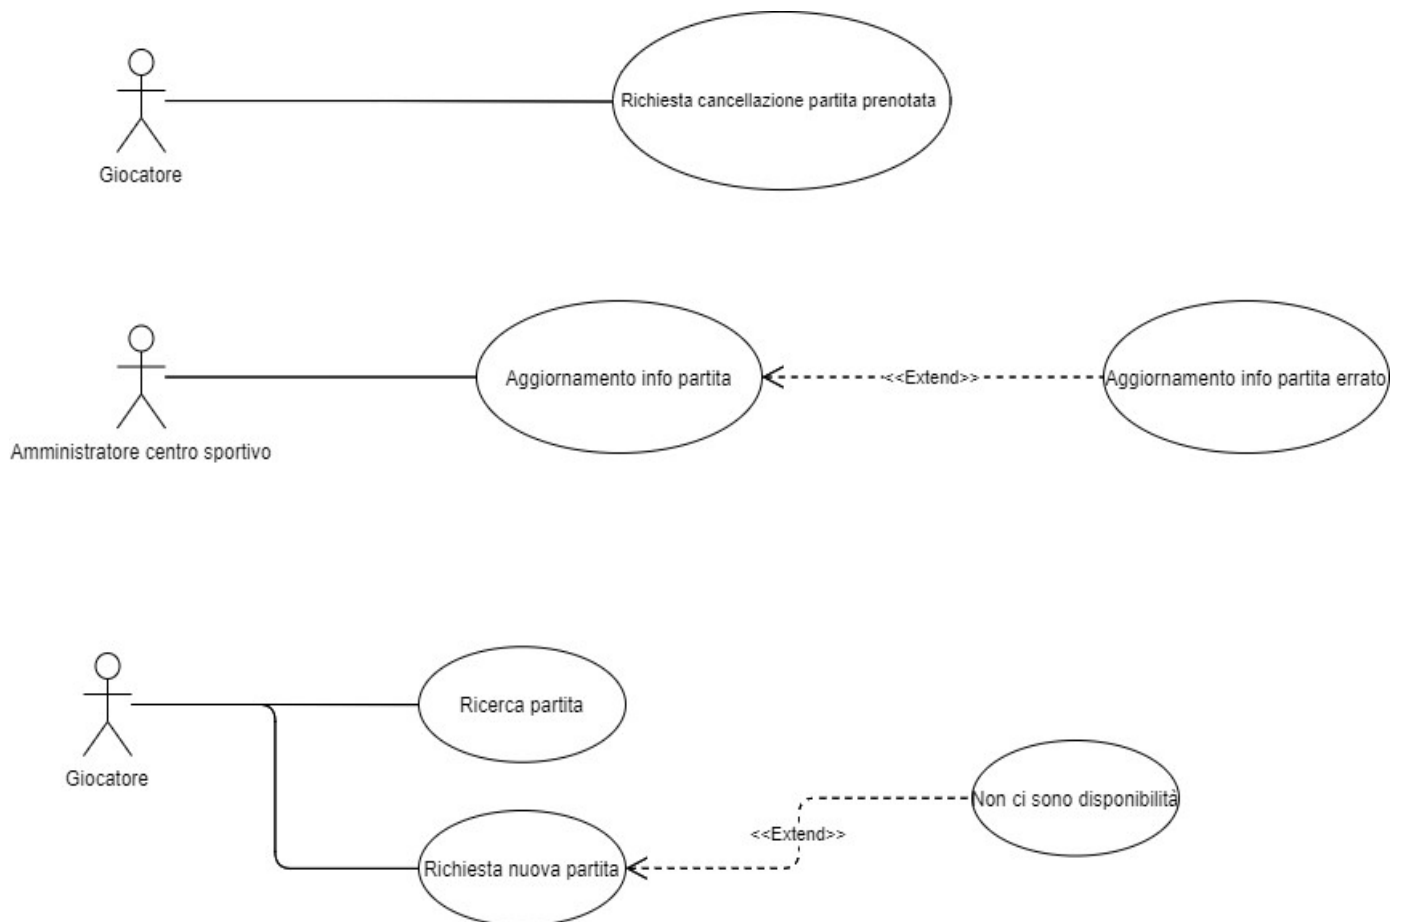 Richiesta cancellazione partita prenotata
Giocatore
Aggiornamento info partita
<<Extend>>
Aggiornamento info partita errato
Amministratore centro sportivo
Ricerca partita
Giocatore
Non ci sono disponibilità
<<Extend>>
Richiesta nuova partita